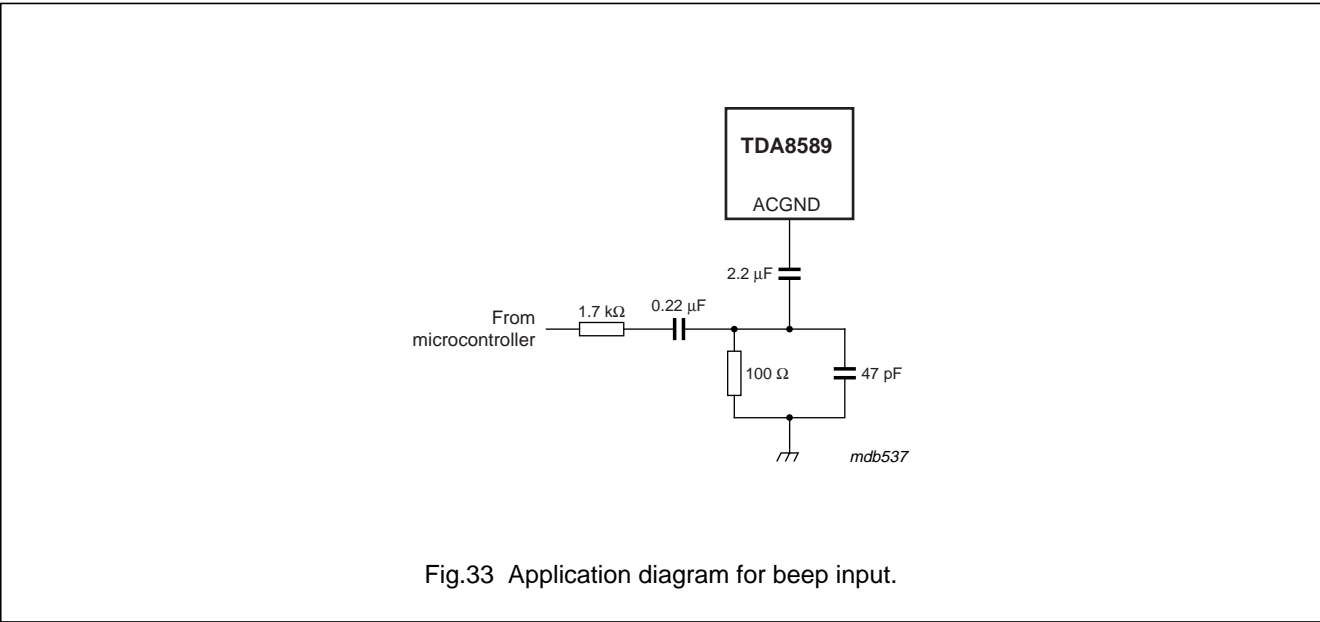 TDA8589
ACGND
2.2 μF
From
microcontroller
1.7 kΩ
0.22 μF
100 Ω
47 pF
mdb537
Fig.33 Application diagram for beep input.